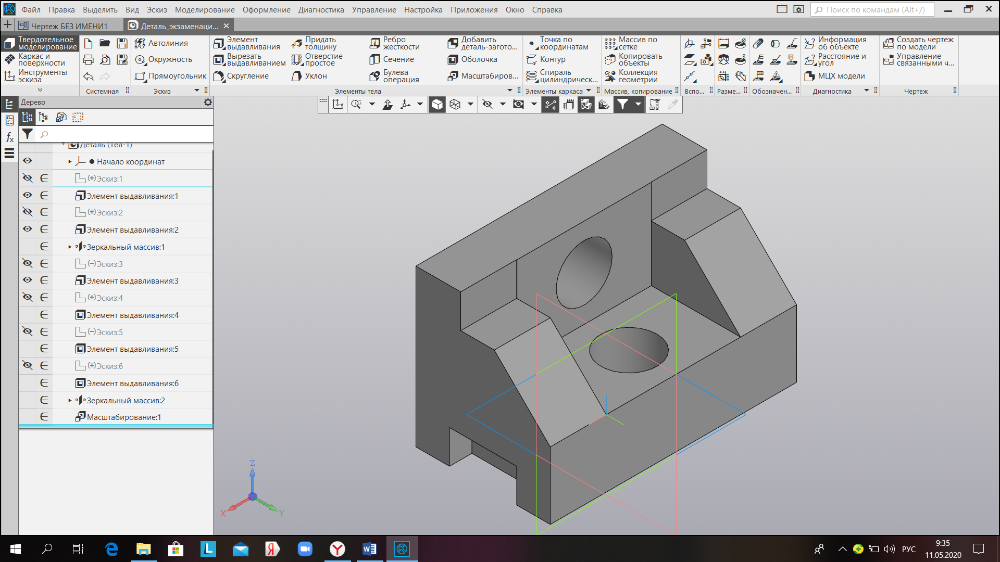 Файл Правка Выделить Вид Эскиз Моделирование Оформление Диагностика Управление Настройка Приложения Окно Справка
Поиск по командам (Alt+/)
Чертеж БЕЗ ИМЕНИ1
Деталь_экзаменаци...
Твердотельное
моделирование
Каркас и
поверхности
Инструменты
эскиза
Системная
Автолиния
Окружность
Прямоугольник
Эскиз
Элемент
выдавливания
Вырезать
выдавливанием
Скругление
Придать
толщину
Отверстие
простое
Уклон
Ребро
жесткости
Сечение
Булева
операция
Добавить
деталь-загото...
Оболочка
Масштабиров...
Элементы тела
Точка по
координатам
Контур
Спираль
цилиндрическ...
Элементы каркаса
Массив по
сетке
Копировать
объекты
Коллекция
геометрии
Массив, копирование
Вспо...
Разме...
Обозначен...
Информация
об объекте
Расстояние и
угол
МЦХ модели
Диагностика
Создать чертеж
по модели
Управление
связанными ч...
Чертеж
Дерево
Деталь (Тел-1)
Начало координат
(+)Эскиз:1
Элемент выдавливания:1
(+)Эскиз:2
Элемент выдавливания:2
Зеркальный массив:1
(−)Эскиз:3
Элемент выдавливания:3
(+)Эскиз:4
Элемент выдавливания:4
(−)Эскиз:5
Элемент выдавливания:5
(+)Эскиз:6
Элемент выдавливания:6
Зеркальный массив:2
Масштабирование:1
Z
X
Y
РУС
9:35
11.05.2020